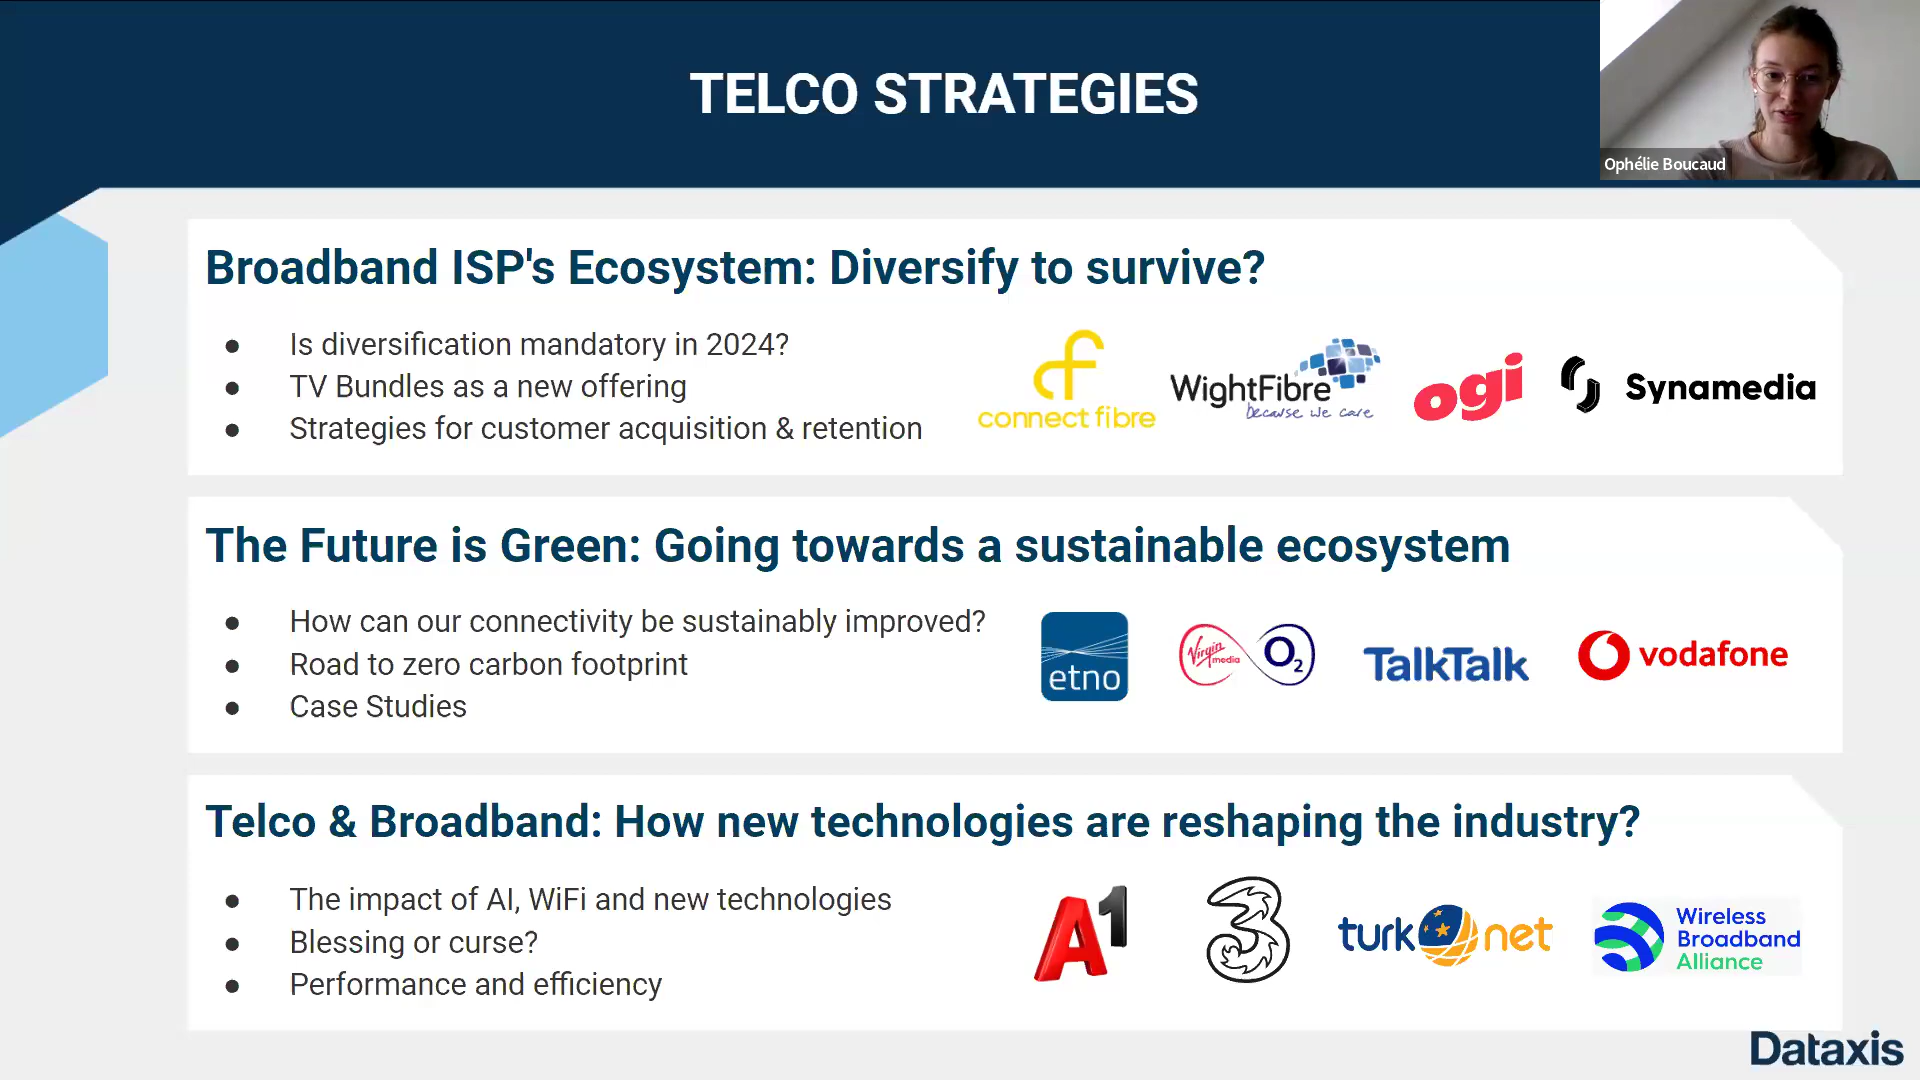 TELCO STRATEGIES
Ophélie Boucaud
Broadband ISP's Ecosystem: Diversify to survive?
● Is diversification mandatory in 2024?
● TV Bundles as a new offering
● Strategies for customer acquisition & retention
connect fibre
WightFibre
because we care
ogi
Synamedia
The Future is Green: Going towards a sustainable ecosystem
● How can our connectivity be sustainably improved?
● Road to zero carbon footprint
● Case Studies
etno
Virgin media O2
TalkTalk
vodafone
Telco & Broadband: How new technologies are reshaping the industry?
● The impact of AI, WiFi and new technologies
● Blessing or curse?
● Performance and efficiency
A1
3
turk net
Wireless
Broadband
Alliance
Dataxis